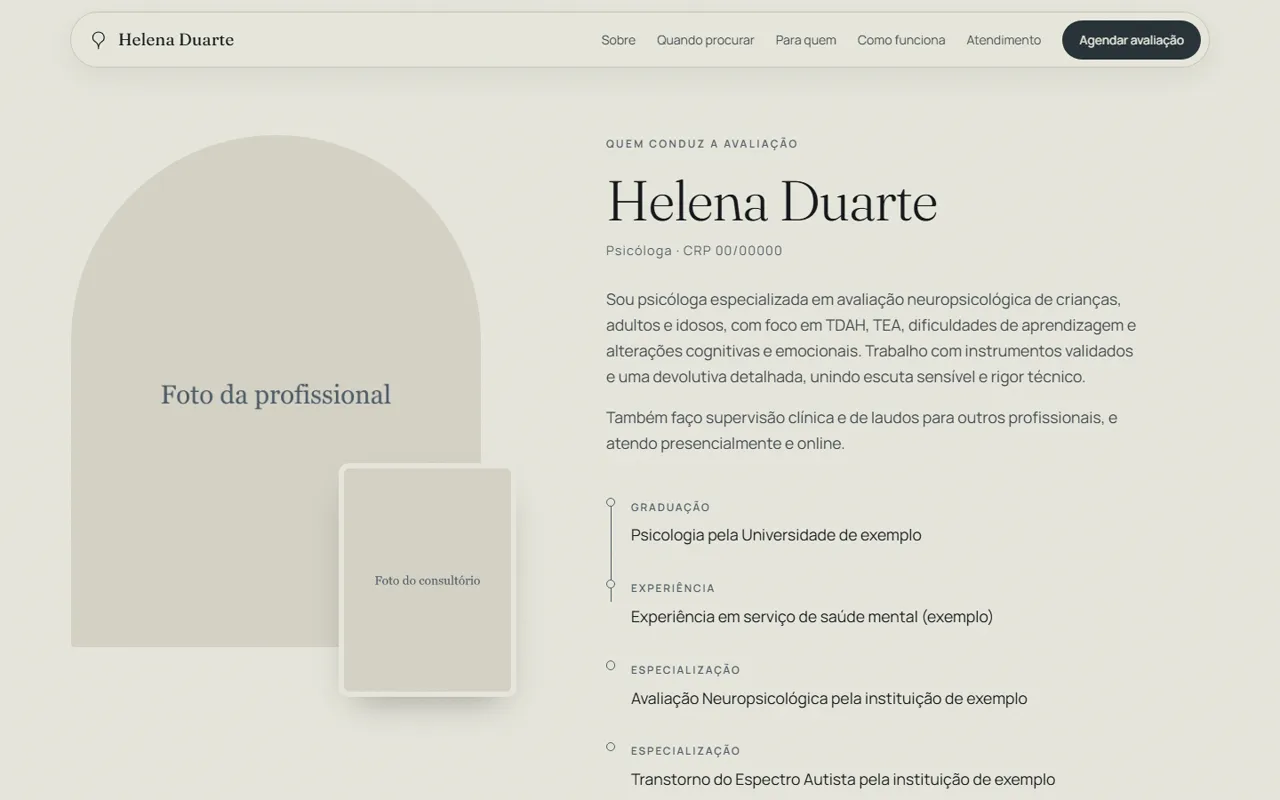 Helena Duarte
Sobre
Quando procurar
Para quem
Como funciona
Atendimento
Agendar avaliação
Foto da profissional
Foto do consultório
QUEM CONDUZ A AVALIAÇÃO
Helena Duarte
Psicóloga · CRP 00/00000
Sou psicóloga especializada em avaliação neuropsicológica de crianças,
adultos e idosos, com foco em TDAH, TEA, dificuldades de aprendizagem e
alterações cognitivas e emocionais. Trabalho com instrumentos validados
e uma devolutiva detalhada, unindo escuta sensível e rigor técnico.
Também faço supervisão clínica e de laudos para outros profissionais, e
atendo presencialmente e online.
GRADUAÇÃO
Psicologia pela Universidade de exemplo
EXPERIÊNCIA
Experiência em serviço de saúde mental (exemplo)
ESPECIALIZAÇÃO
Avaliação Neuropsicológica pela instituição de exemplo
ESPECIALIZAÇÃO
Transtorno do Espectro Autista pela instituição de exemplo